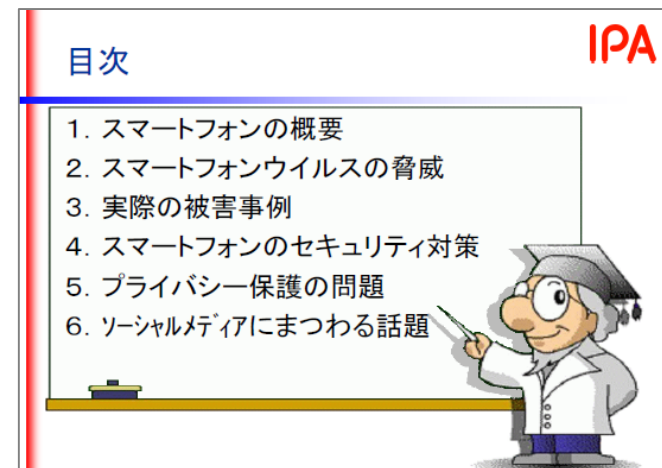 IPA
目次
1. スマートフォンの概要
2. スマートフォンウイルスの脅威
3. 実際の被害事例
4. スマートフォンのセキュリティ対策
5. プライバシー保護の問題
6. ソーシャルメディアにまつわる話題